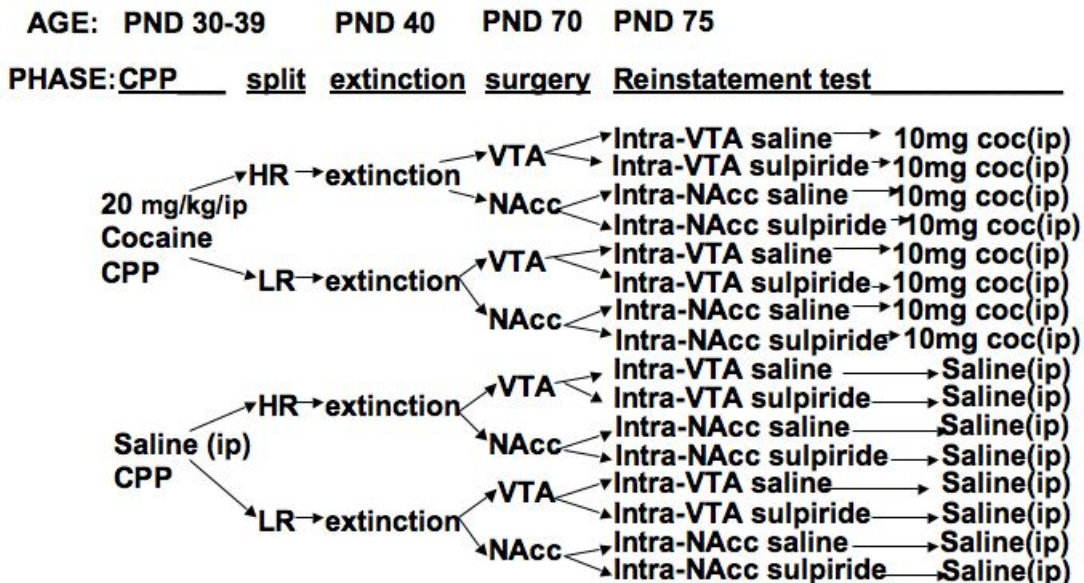 AGE: PND 30-39 PND 40 PND 70 PND 75
PHASE: CPP___ split extinction surgery Reinstatement test
Intra-VTA saline 10mg coc(ip)
VTA
Intra-VTA sulpiride 10mg coc(ip)
HR extinction
Intra-NAcc saline 10mg coc(ip)
20 mg/kg/ip NAcc
Intra-NAcc sulpiride 10mg coc(ip)
Cocaine
Intra-VTA saline 10mg coc(ip)
VTA
CPP
Intra-VTA sulpiride 10mg coc(ip)
LR extinction
Intra-NAcc saline 10mg coc(ip)
NAcc
Intra-NAcc sulpiride 10mg coc(ip)
Intra-VTA saline Saline(ip)
VTA
Intra-VTA sulpiride Saline(ip)
HR extinction
Intra-NAcc saline Saline(ip)
Saline (ip) NAcc
Intra-NAcc sulpiride Saline(ip)
CPP
Intra-VTA saline Saline(ip)
VTA
Intra-VTA sulpiride Saline(ip)
LR extinction
Intra-NAcc saline Saline(ip)
NAcc
Intra-NAcc sulpiride Saline(ip)